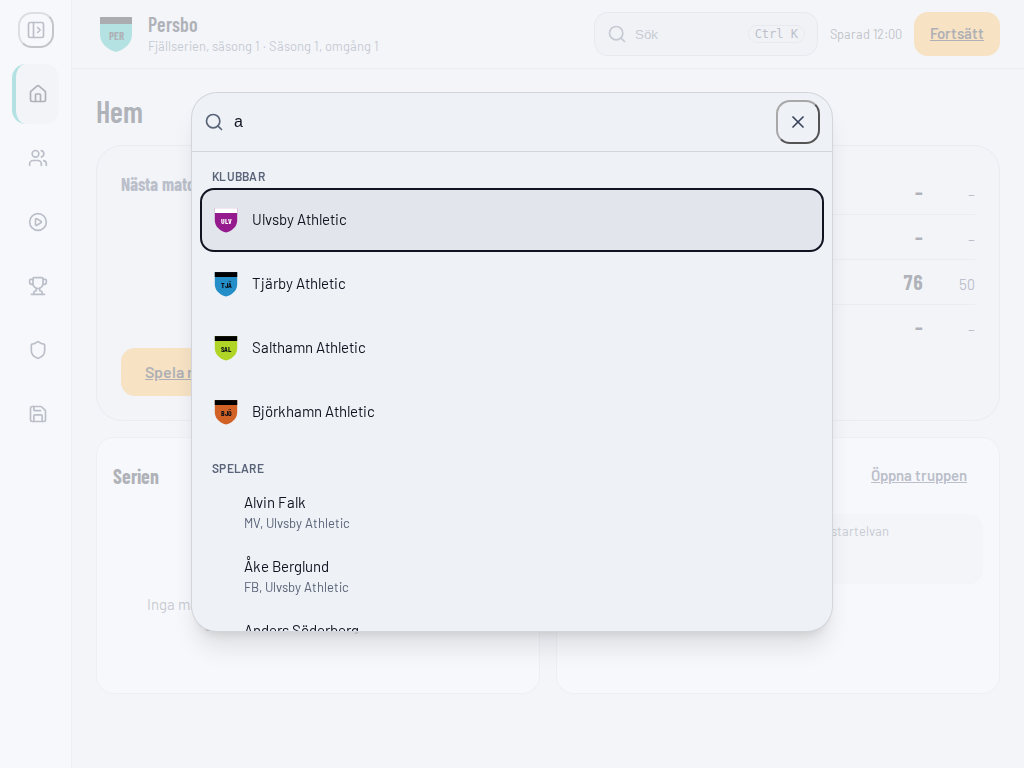 PER
Persbo
Fjällserien, säsong 1 · Säsong 1, omgång 1
Sök
Ctrl K
Sparad 12:00
Fortsätt
Hem
a
KLUBBAR
ULV
Ulvsby Athletic
TJÄ
Tjärby Athletic
SAL
Salthamn Athletic
BJÖ
Björkhamn Athletic
SPELARE
Alvin Falk
MV, Ulvsby Athletic
Åke Berglund
FB, Ulvsby Athletic
Anders Söderberg
Nästa
- –
- –
76 50
- –
Spela
Serien
Inga
Öppna truppen
startelvan